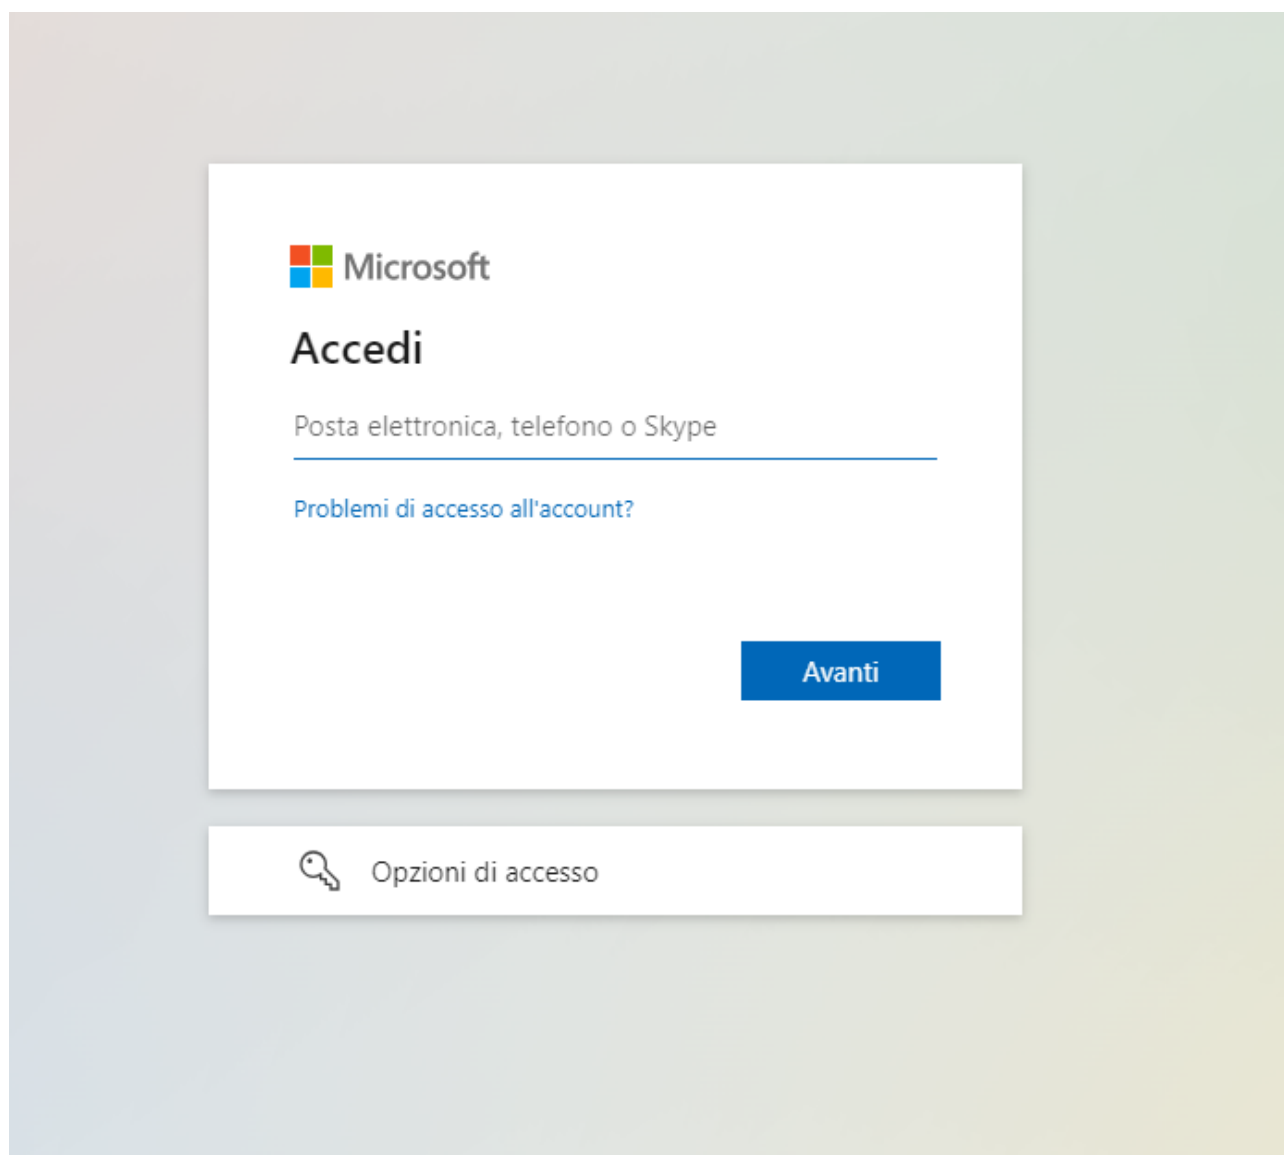 Microsoft
Accedi
Posta elettronica, telefono o Skype
Problemi di accesso all'account?
Avanti
Opzioni di accesso